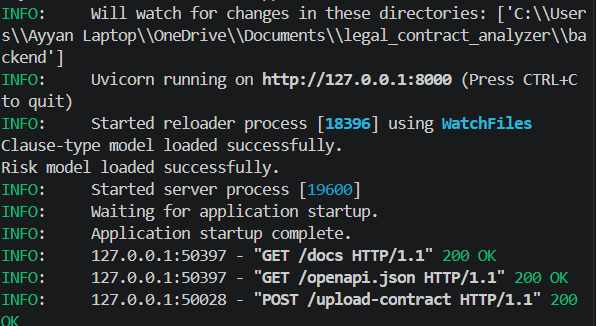 INFO:     Will watch for changes in these directories: ['C:\\User
s\\Ayyan Laptop\\OneDrive\\Documents\\legal_contract_analyzer\\ba
ckend']
INFO:     Uvicorn running on http://127.0.0.1:8000 (Press CTRL+C
to quit)
INFO:     Started reloader process [18396] using WatchFiles
Clause-type model loaded successfully.
Risk model loaded successfully.
INFO:     Started server process [19600]
INFO:     Waiting for application startup.
INFO:     Application startup complete.
INFO:     127.0.0.1:50397 - "GET /docs HTTP/1.1" 200 OK
INFO:     127.0.0.1:50397 - "GET /openapi.json HTTP/1.1" 200 OK
INFO:     127.0.0.1:50028 - "POST /upload-contract HTTP/1.1" 200
OK